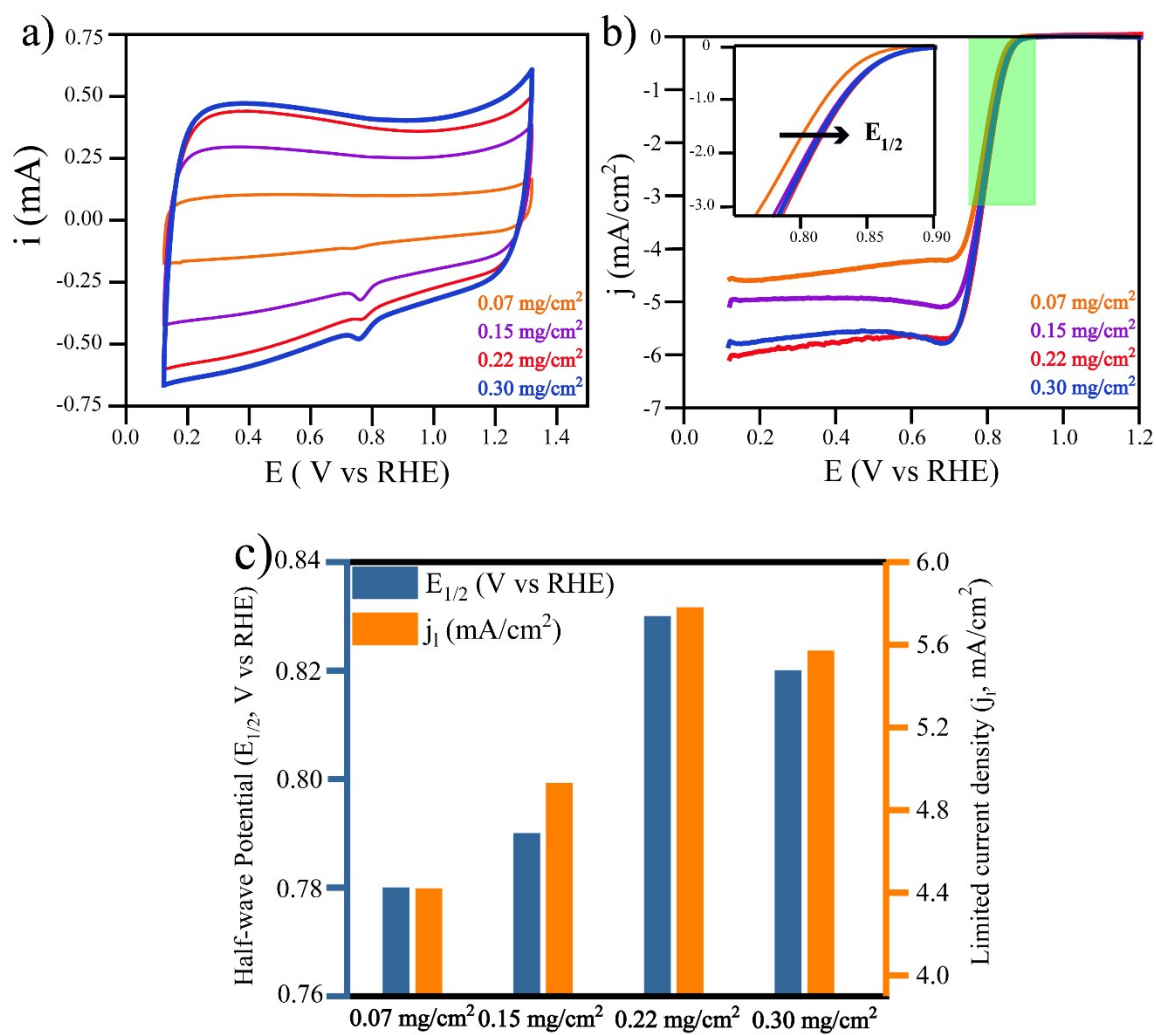 a)
0.75
0.50
0.25
0.00
-0.25
-0.50
-0.75
i (mA)
0.07 mg/cm²
0.15 mg/cm²
0.22 mg/cm²
0.30 mg/cm²
0.0 0.2 0.4 0.6 0.8 1.0 1.2 1.4
E ( V vs RHE)
b)
0
-1
-2
-3
-4
-5
-6
-7
j (mA/cm²)
0
-1.0
-2.0
-3.0
E1/2
0.80 0.85 0.90
0.07 mg/cm²
0.15 mg/cm²
0.22 mg/cm²
0.30 mg/cm²
0.0 0.2 0.4 0.6 0.8 1.0 1.2
E (V vs RHE)
c)
0.84
0.82
0.80
0.78
0.76
Half-wave Potential (E1/2, V vs RHE)
E1/2 (V vs RHE)
jl (mA/cm²)
6.0
5.6
5.2
4.8
4.4
4.0
Limited current density (jl, mA/cm²)
0.07 mg/cm² 0.15 mg/cm² 0.22 mg/cm² 0.30 mg/cm²